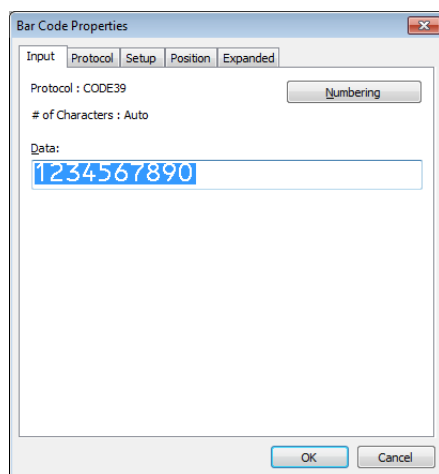 Bar Code Properties
Input Protocol Setup Position Expanded
Protocol : CODE39 Numbering
# of Characters : Auto
Data:
1234567890
OK Cancel